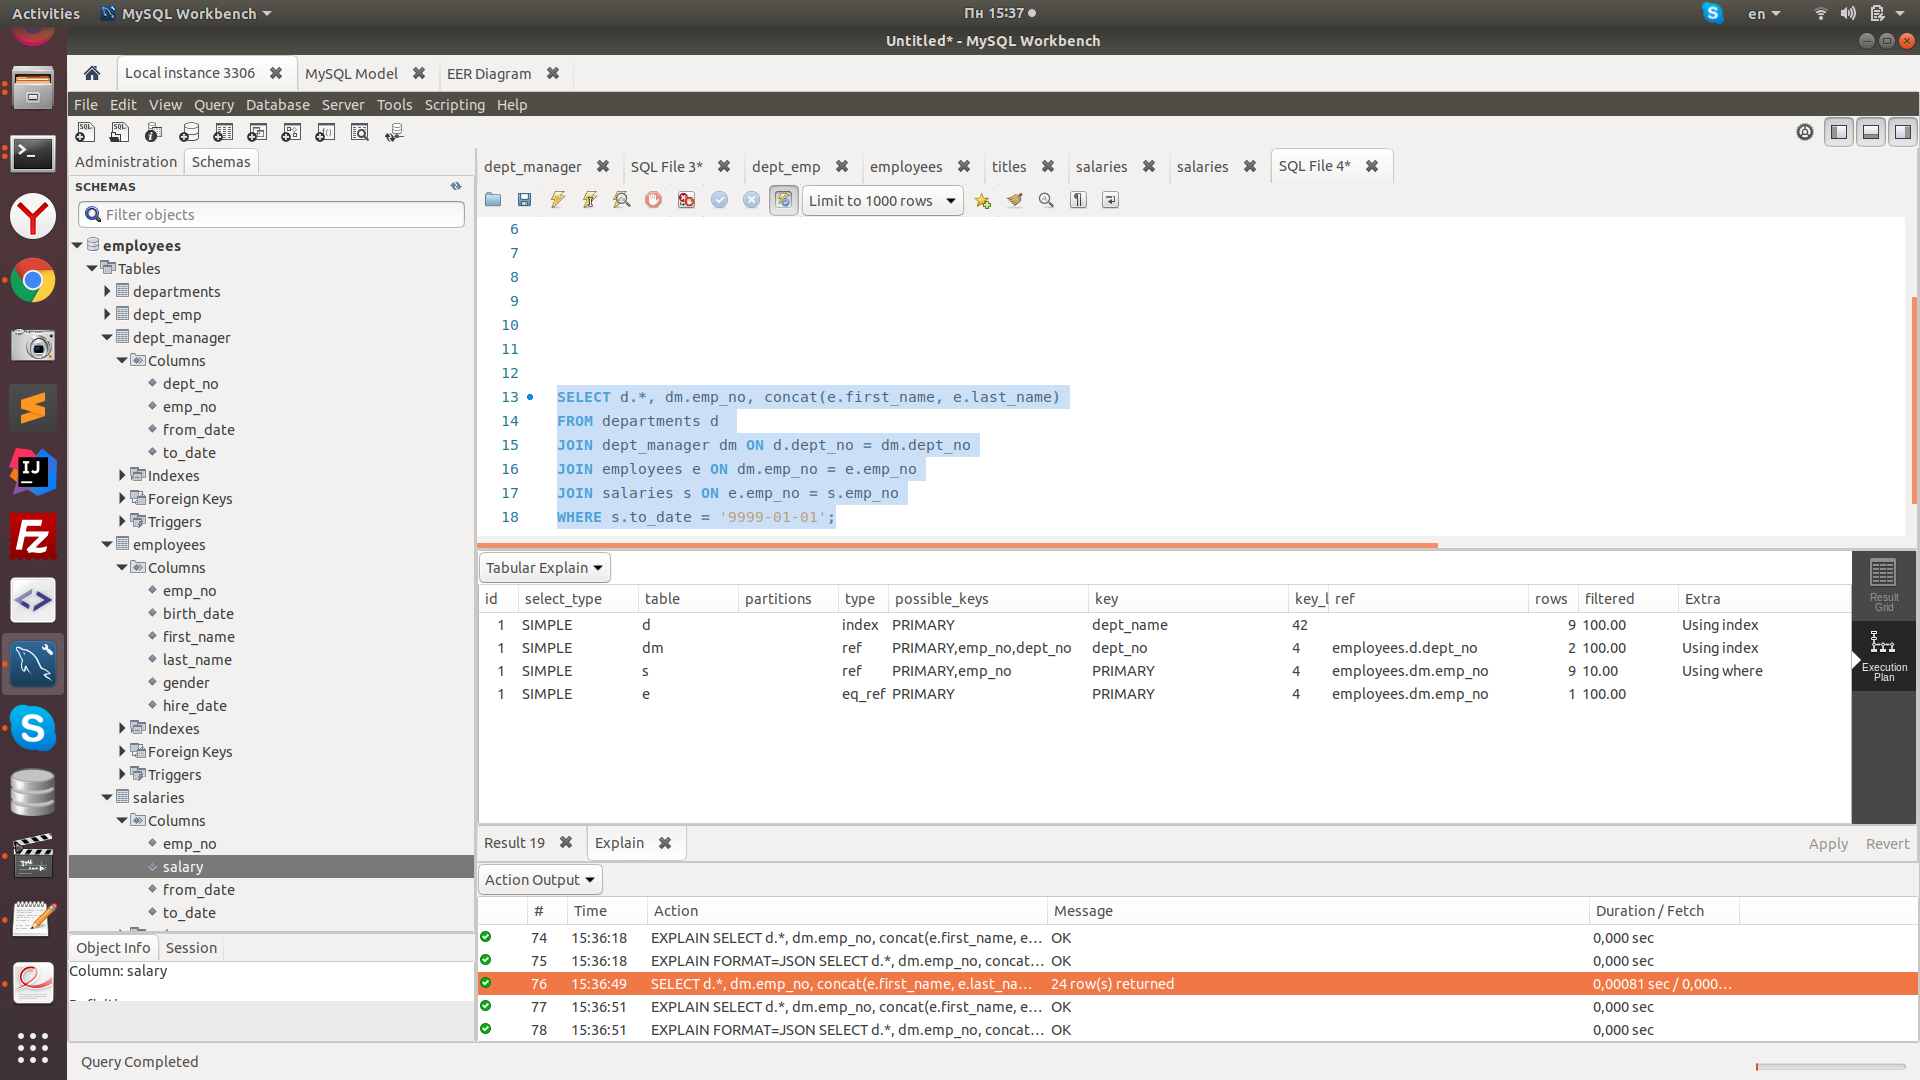 Activities MySQL Workbench Пн 15:37 en
Untitled* - MySQL Workbench
Local instance 3306 MySQL Model EER Diagram
File Edit View Query Database Server Tools Scripting Help
Administration Schemas
SCHEMAS
Filter objects
employees
Tables
departments
dept_emp
dept_manager
Columns
dept_no
emp_no
from_date
to_date
Indexes
Foreign Keys
Triggers
employees
Columns
emp_no
birth_date
first_name
last_name
gender
hire_date
Indexes
Foreign Keys
Triggers
salaries
Columns
emp_no
salary
from_date
to_date
Object Info Session
Column: salary
dept_manager SQL File 3* dept_emp employees titles salaries salaries SQL File 4*
Limit to 1000 rows
6
7
8
9
10
11
12
13 SELECT d.*, dm.emp_no, concat(e.first_name, e.last_name)
14 FROM departments d
15 JOIN dept_manager dm ON d.dept_no = dm.dept_no
16 JOIN employees e ON dm.emp_no = e.emp_no
17 JOIN salaries s ON e.emp_no = s.emp_no
18 WHERE s.to_date = '9999-01-01';
Tabular Explain
id select_type table partitions type possible_keys key key_l ref rows filtered Extra
1 SIMPLE d index PRIMARY dept_name 42 9 100.00 Using index
1 SIMPLE dm ref PRIMARY,emp_no,dept_no dept_no 4 employees.d.dept_no 2 100.00 Using index
1 SIMPLE s ref PRIMARY,emp_no PRIMARY 4 employees.dm.emp_no 9 10.00 Using where
1 SIMPLE e eq_ref PRIMARY PRIMARY 4 employees.dm.emp_no 1 100.00
Result
Grid
Execution
Plan
Result 19 Explain Apply Revert
Action Output
# Time Action Message Duration / Fetch
74 15:36:18 EXPLAIN SELECT d.*, dm.emp_no, concat(e.first_name, e... OK 0,000 sec
75 15:36:18 EXPLAIN FORMAT=JSON SELECT d.*, dm.emp_no, concat... OK 0,000 sec
76 15:36:49 SELECT d.*, dm.emp_no, concat(e.first_name, e.last_na... 24 row(s) returned 0,00081 sec / 0,000...
77 15:36:51 EXPLAIN SELECT d.*, dm.emp_no, concat(e.first_name, e... OK 0,000 sec
78 15:36:51 EXPLAIN FORMAT=JSON SELECT d.*, dm.emp_no, concat... OK 0,000 sec
Query Completed